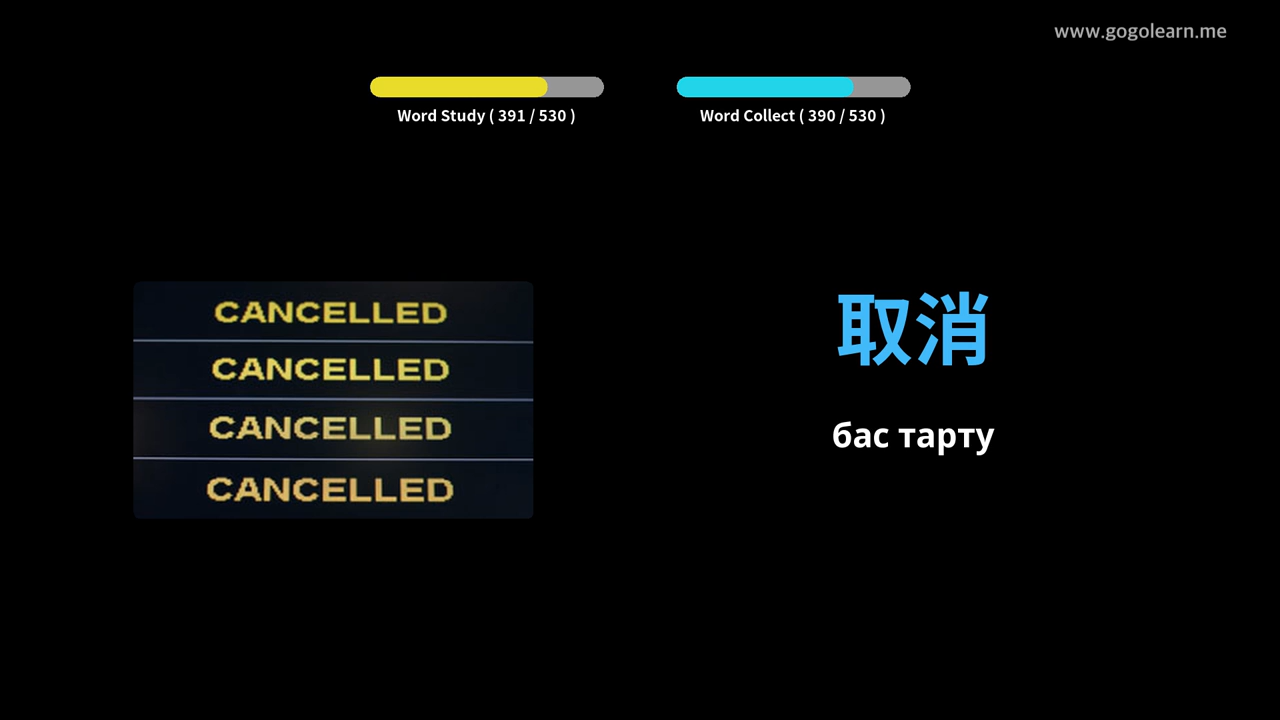 www.gogolearn.me
Word Study ( 391 / 530 )
Word Collect ( 390 / 530 )
CANCELLED
CANCELLED
CANCELLED
CANCELLED
取消
бас тарту